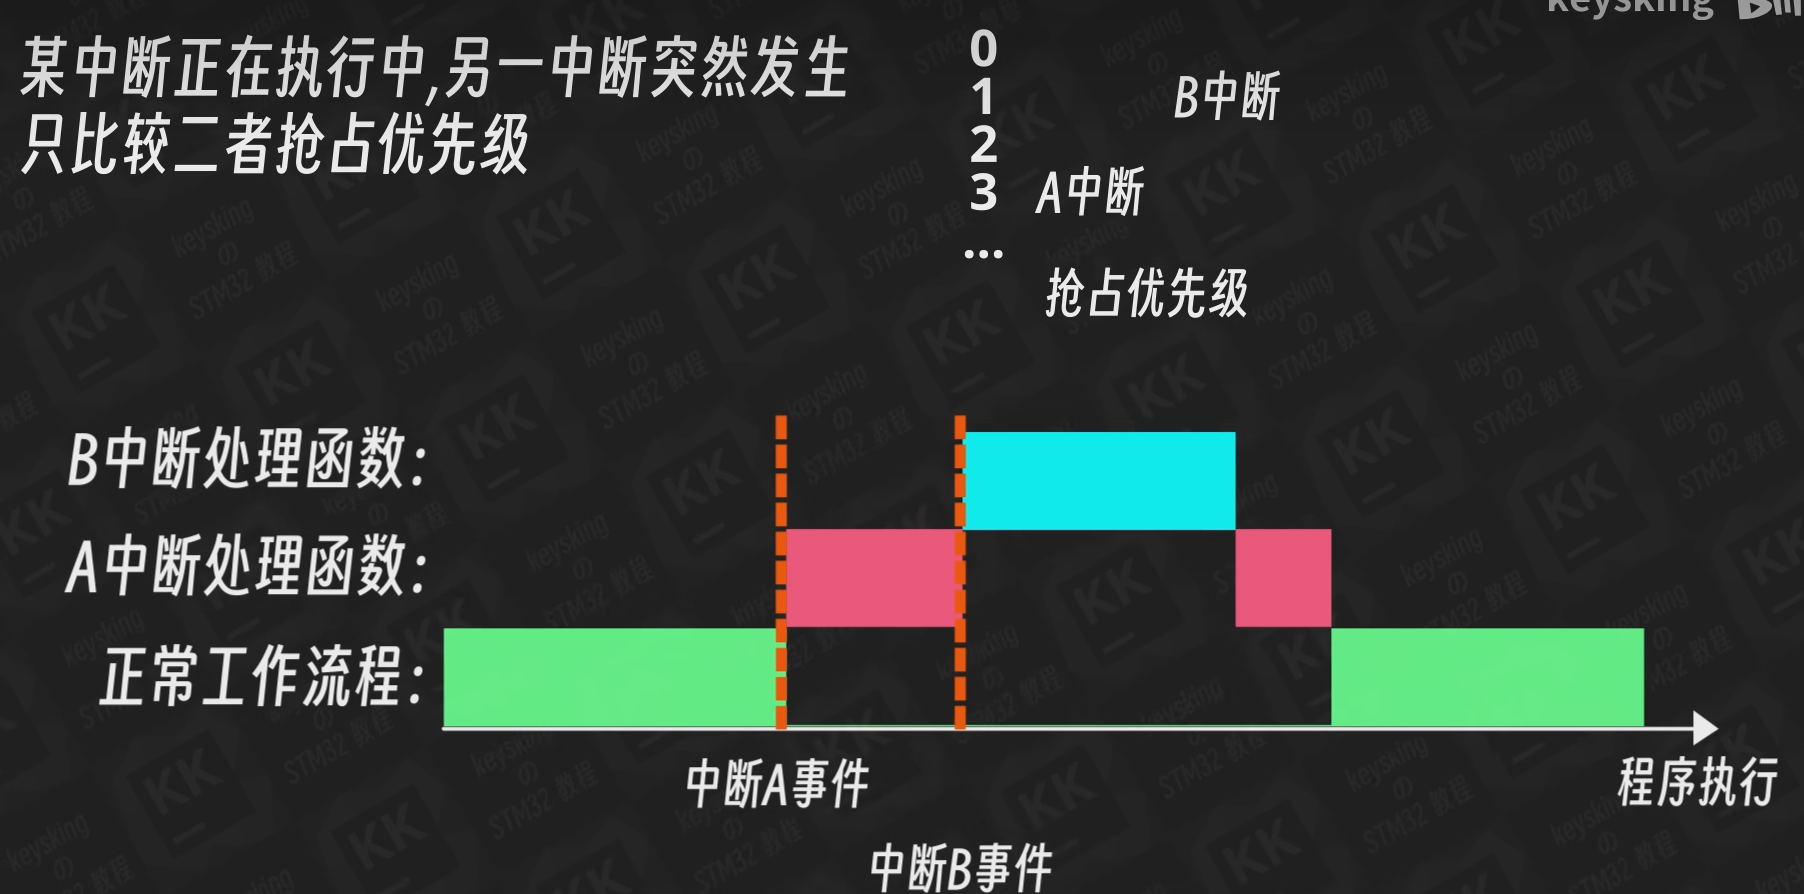 keysking
某中断正在执行中,另一中断突然发生
只比较二者抢占优先级
0
1 B中断
2
3 A中断
...
抢占优先级
B中断处理函数:
A中断处理函数:
正常工作流程:
中断A事件
程序执行
中断B事件
keysking
の
STM32 教程
KK